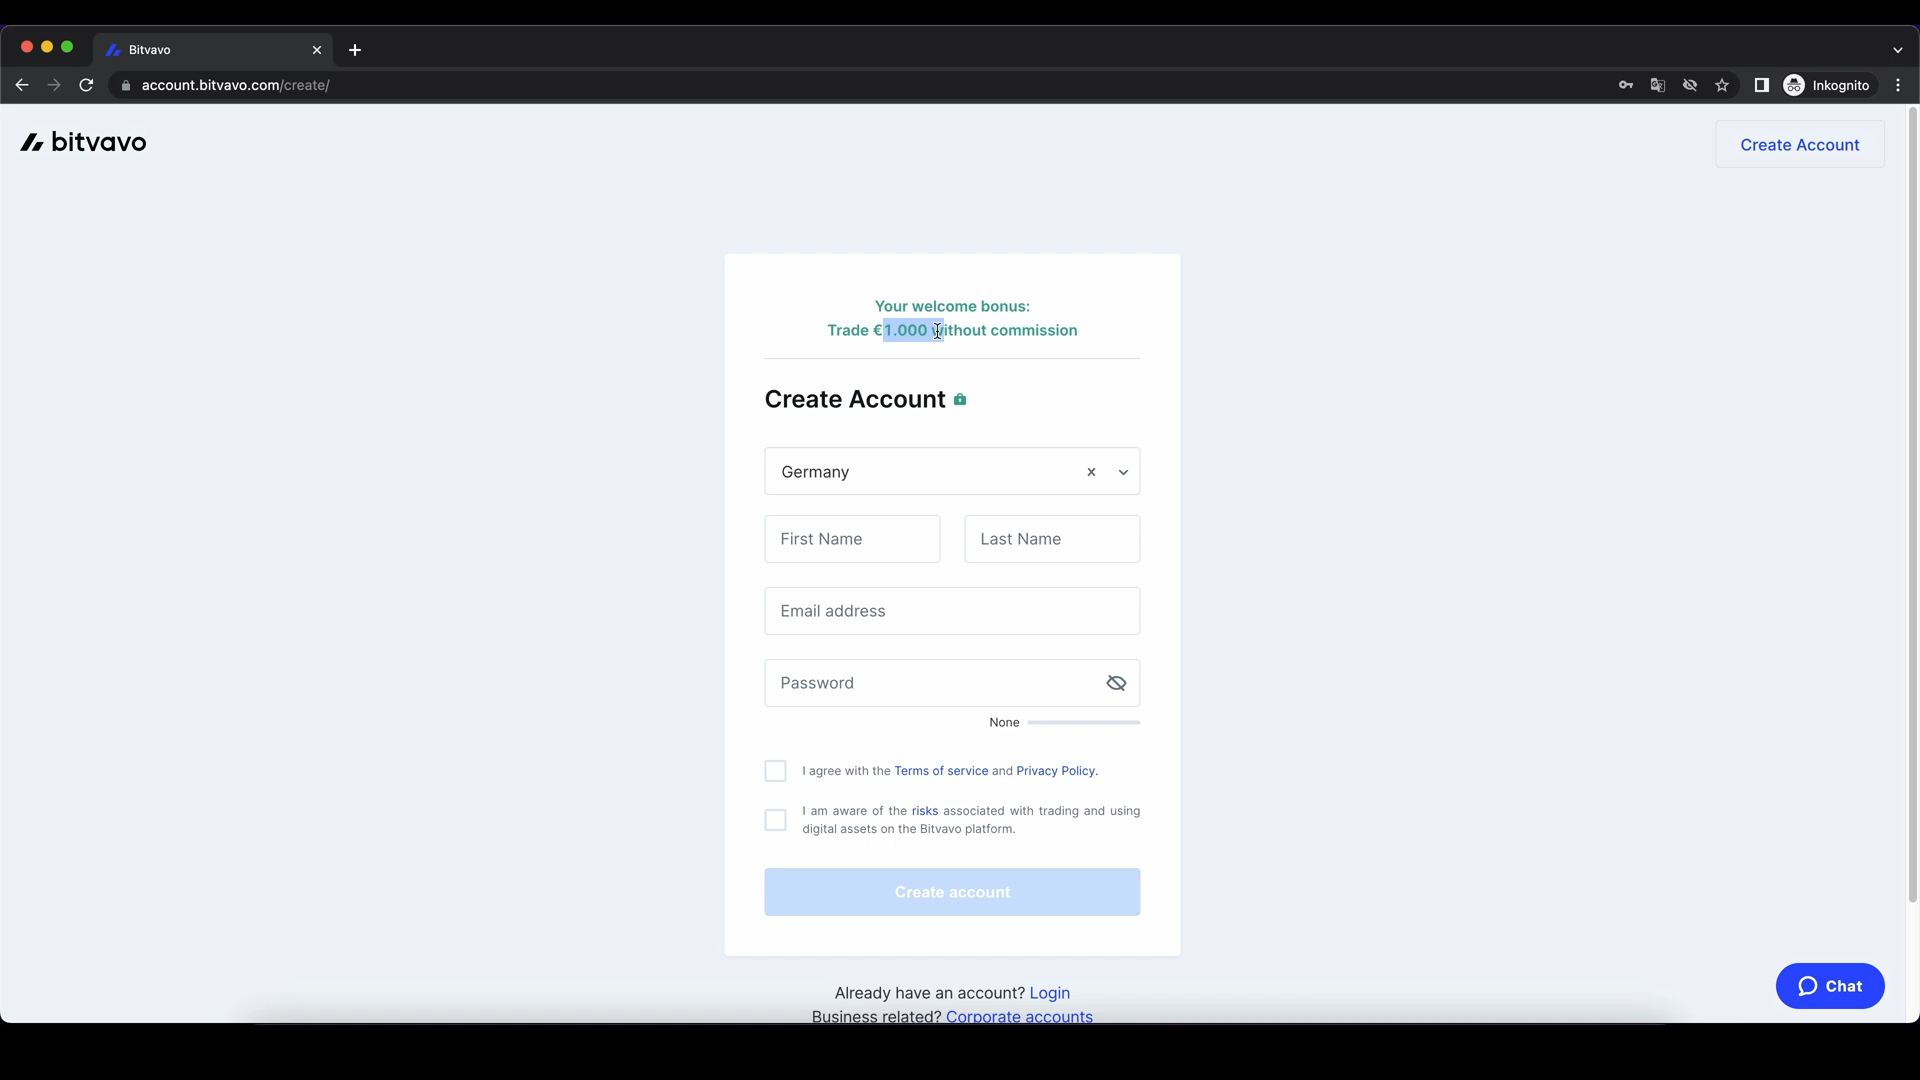 Bitvavo
account.bitvavo.com/create/
Inkognito
bitvavo
Create Account
Your welcome bonus:
Trade €1.000 without commission
Create Account
Germany
First Name
Last Name
Email address
Password
None
I agree with the Terms of service and Privacy Policy.
I am aware of the risks associated with trading and using
digital assets on the Bitvavo platform.
Create account
Already have an account? Login
Business related? Corporate accounts
Chat